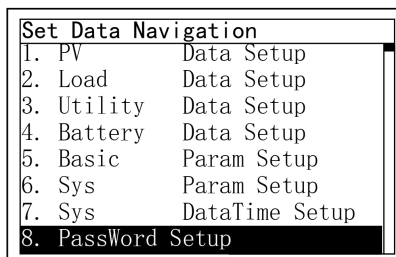 Set Data Navigation
1. PV Data Setup
2. Load Data Setup
3. Utility Data Setup
4. Battery Data Setup
5. Basic Param Setup
6. Sys Param Setup
7. Sys DataTime Setup
8. PassWord Setup